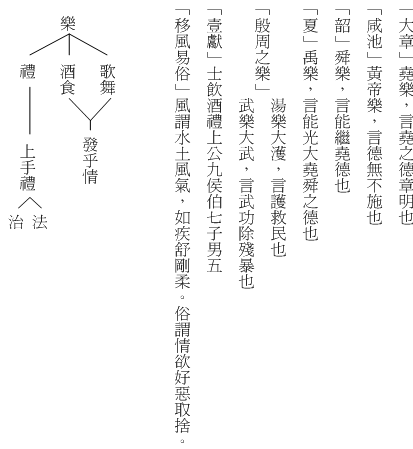 「大章」堯樂，言堯之德章明也
「咸池」黃帝樂，言德無不施也
「韶」舜樂，言能繼堯德也
「夏」禹樂，言能光大堯舜之德也
「殷周之樂」湯樂大濩，言護救民也
武樂大武，言武功除殘暴也
「壹獻」士飲酒禮上公九侯伯七子男五
「移風易俗」風謂水土風氣，如疾舒剛柔。俗謂情欲好惡取捨。
樂
歌舞
酒食
禮
發乎情
上手禮
法
治